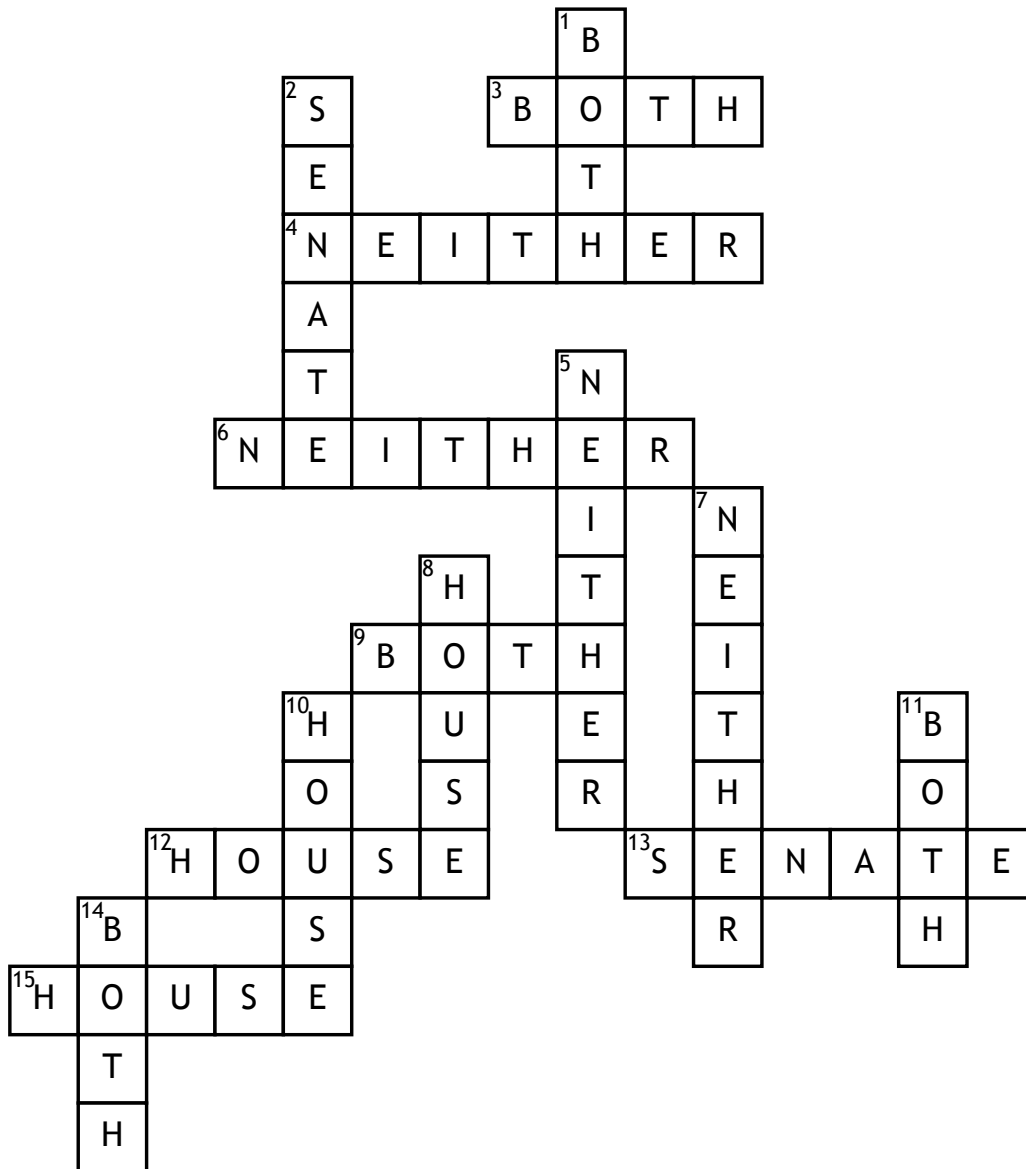 1 B
2 S 3 B O T H
E T
4 N E I T H E R
A
T 5 N
6 N E I T H E R
I 7 N
8 H T E
9 B O T H I
10 H U E T 11 B
O S R H O
12 H O U S E 13 S E N A T E
14 B S R H
15 H O U S E
T
H